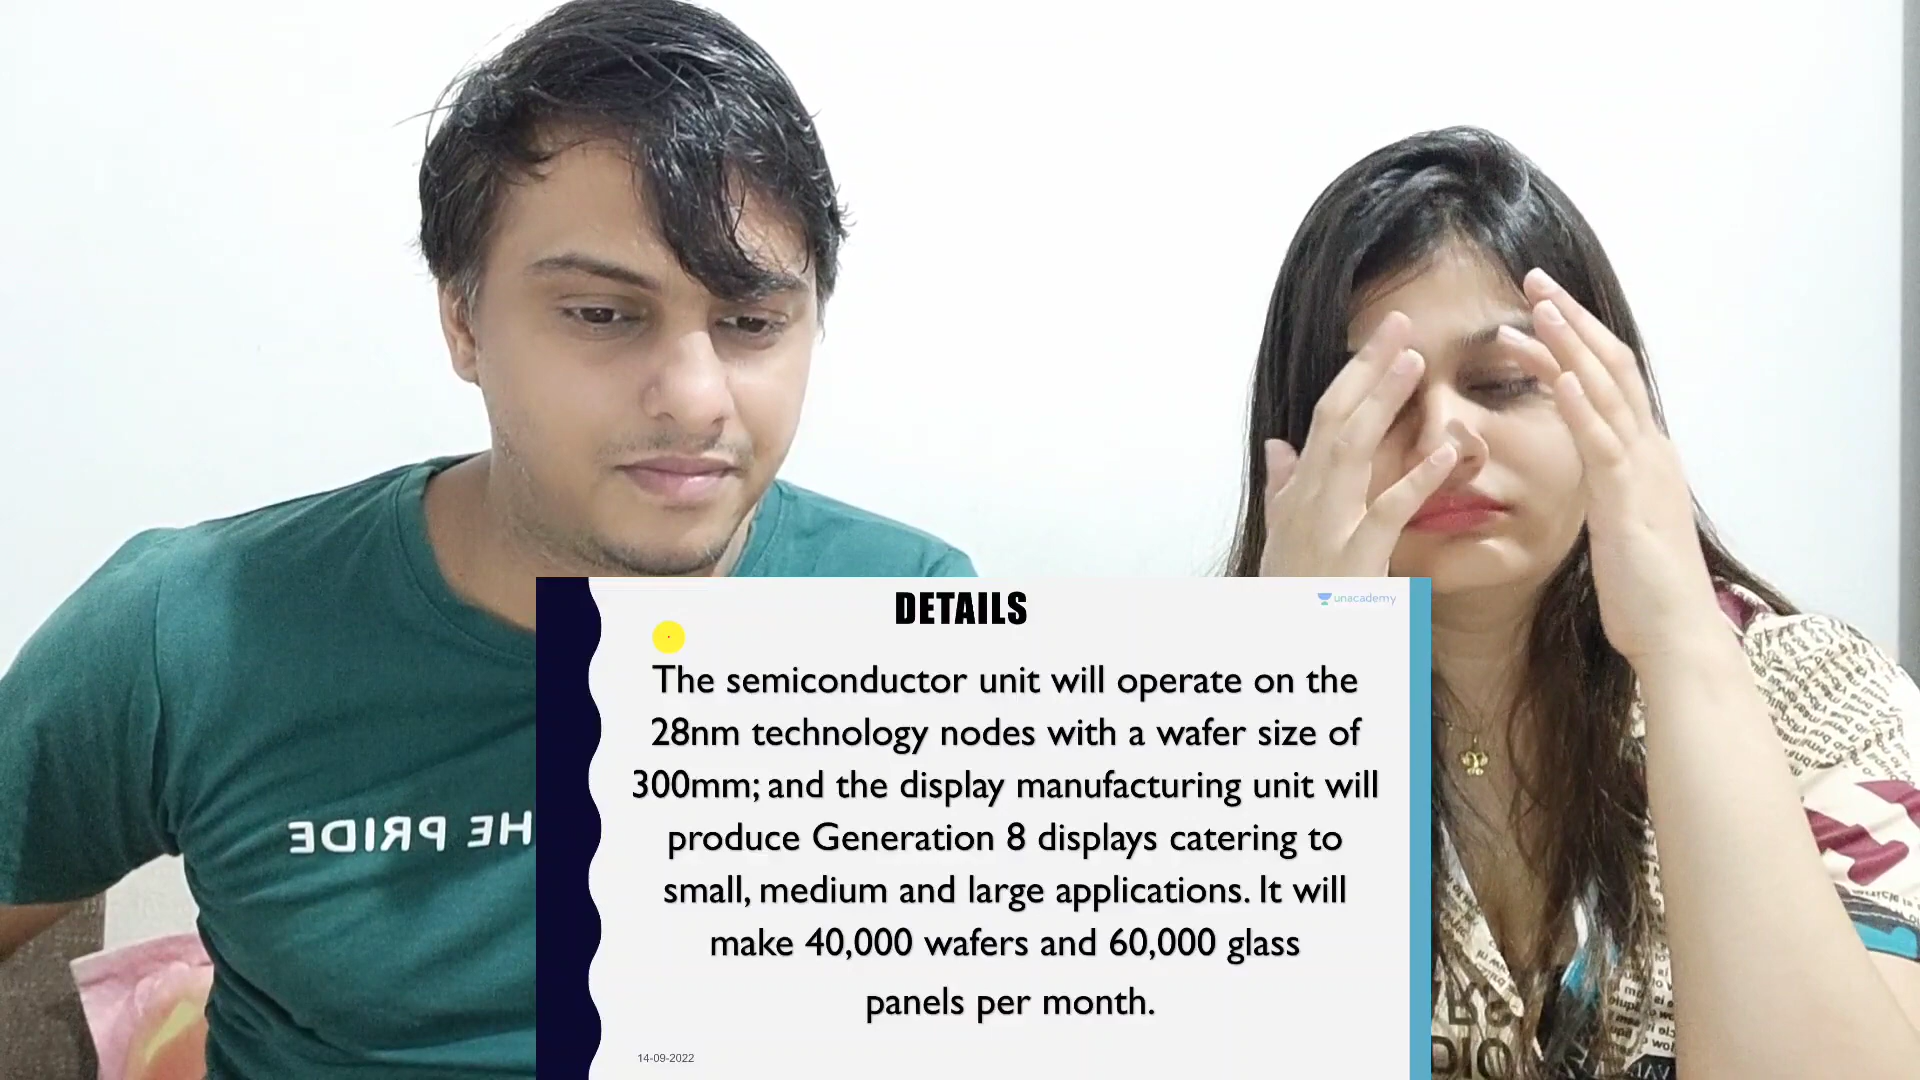 DETAILS
unacademy
The semiconductor unit will operate on the
28nm technology nodes with a wafer size of
300mm; and the display manufacturing unit will
produce Generation 8 displays catering to
small, medium and large applications. It will
make 40,000 wafers and 60,000 glass
panels per month.
14-09-2022
HE PRIDE